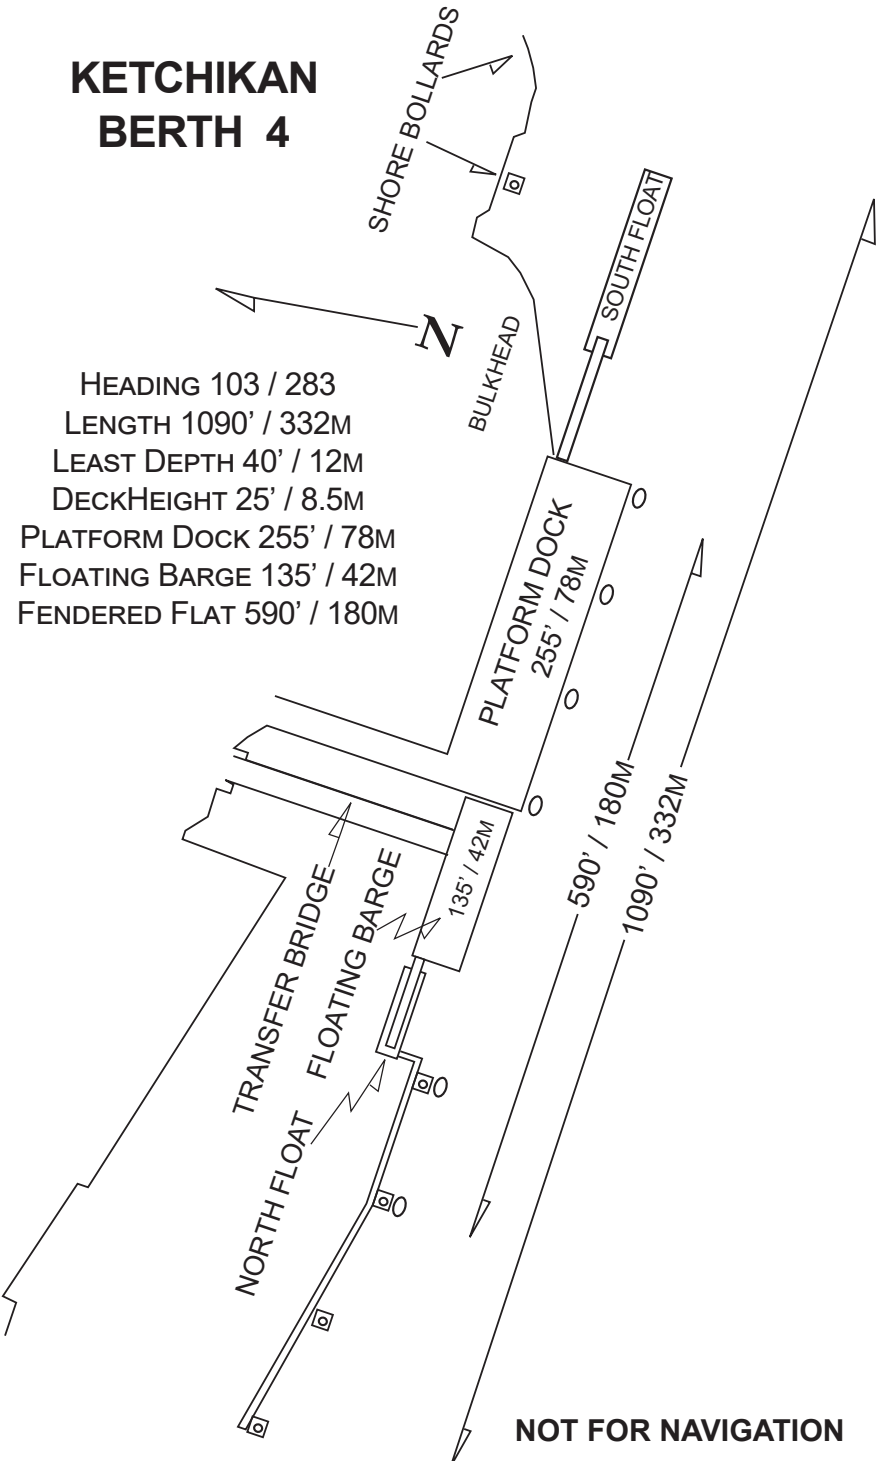 KETCHIKAN
BERTH 4
SHORE BOLLARDS
SOUTH FLOAT
N
BULKHEAD
HEADING 103 / 283
LENGTH 1090’ / 332M
LEAST DEPTH 40’ / 12M
DECKHEIGHT 25’ / 8.5M
PLATFORM DOCK 255’ / 78M
FLOATING BARGE 135’ / 42M
FENDERED FLAT 590’ / 180M
PLATFORM DOCK
255’ / 78M
590’ / 180M
1090’ / 332M
135’ / 42M
TRANSFER BRIDGE
FLOATING BARGE
NORTH FLOAT
NOT FOR NAVIGATION